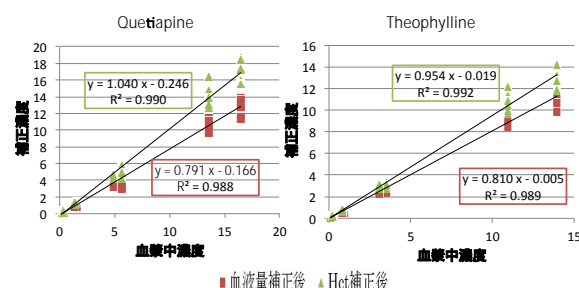 Quetiapine
20
18
16
14
12
10
8
6
4
2
0
補正濃度
y = 1.040 x - 0.246
R² = 0.990
y = 0.791 x - 0.166
R² = 0.988
0 5 10 15 20
血漿中濃度
Theophylline
16
14
12
10
8
6
4
2
0
補正濃度
y = 0.954 x - 0.019
R² = 0.992
y = 0.810 x - 0.005
R² = 0.989
0 5 10 15
血漿中濃度
血液量補正後 Hct補正後